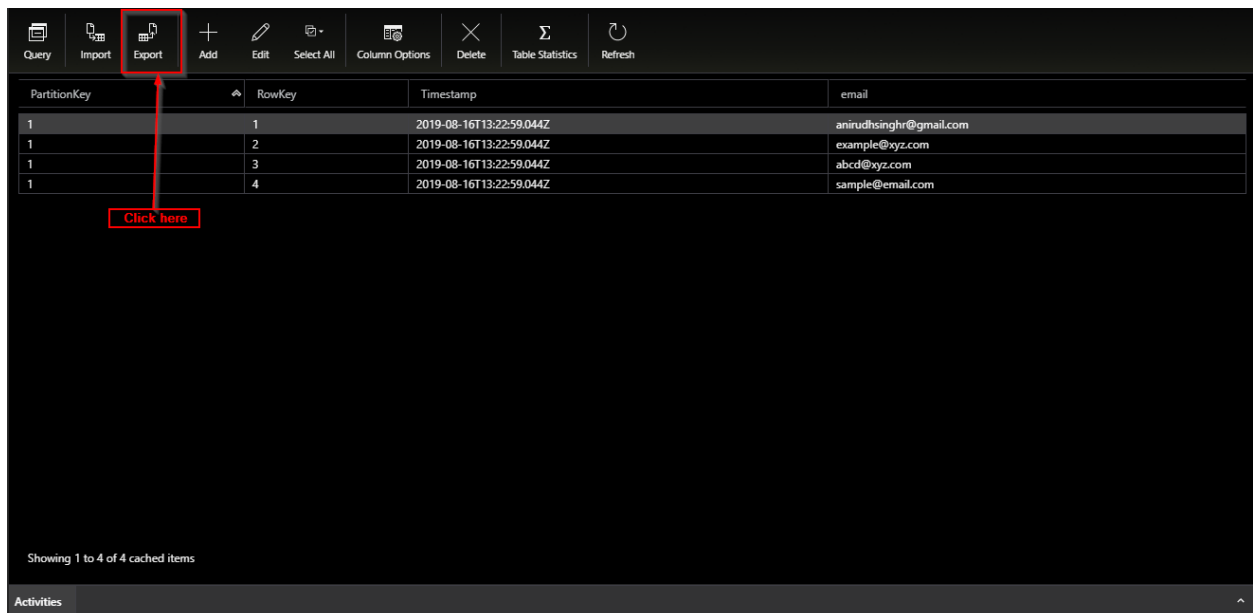 Query Import Export Add Edit Select All Column Options Delete Table Statistics Refresh
PartitionKey RowKey Timestamp email
1 1 2019-08-16T13:22:59.044Z anirudhsinghr@gmail.com
1 2 2019-08-16T13:22:59.044Z example@xyz.com
1 3 2019-08-16T13:22:59.044Z abcd@xyz.com
1 4 2019-08-16T13:22:59.044Z sample@email.com
Click here
Showing 1 to 4 of 4 cached items
Activities